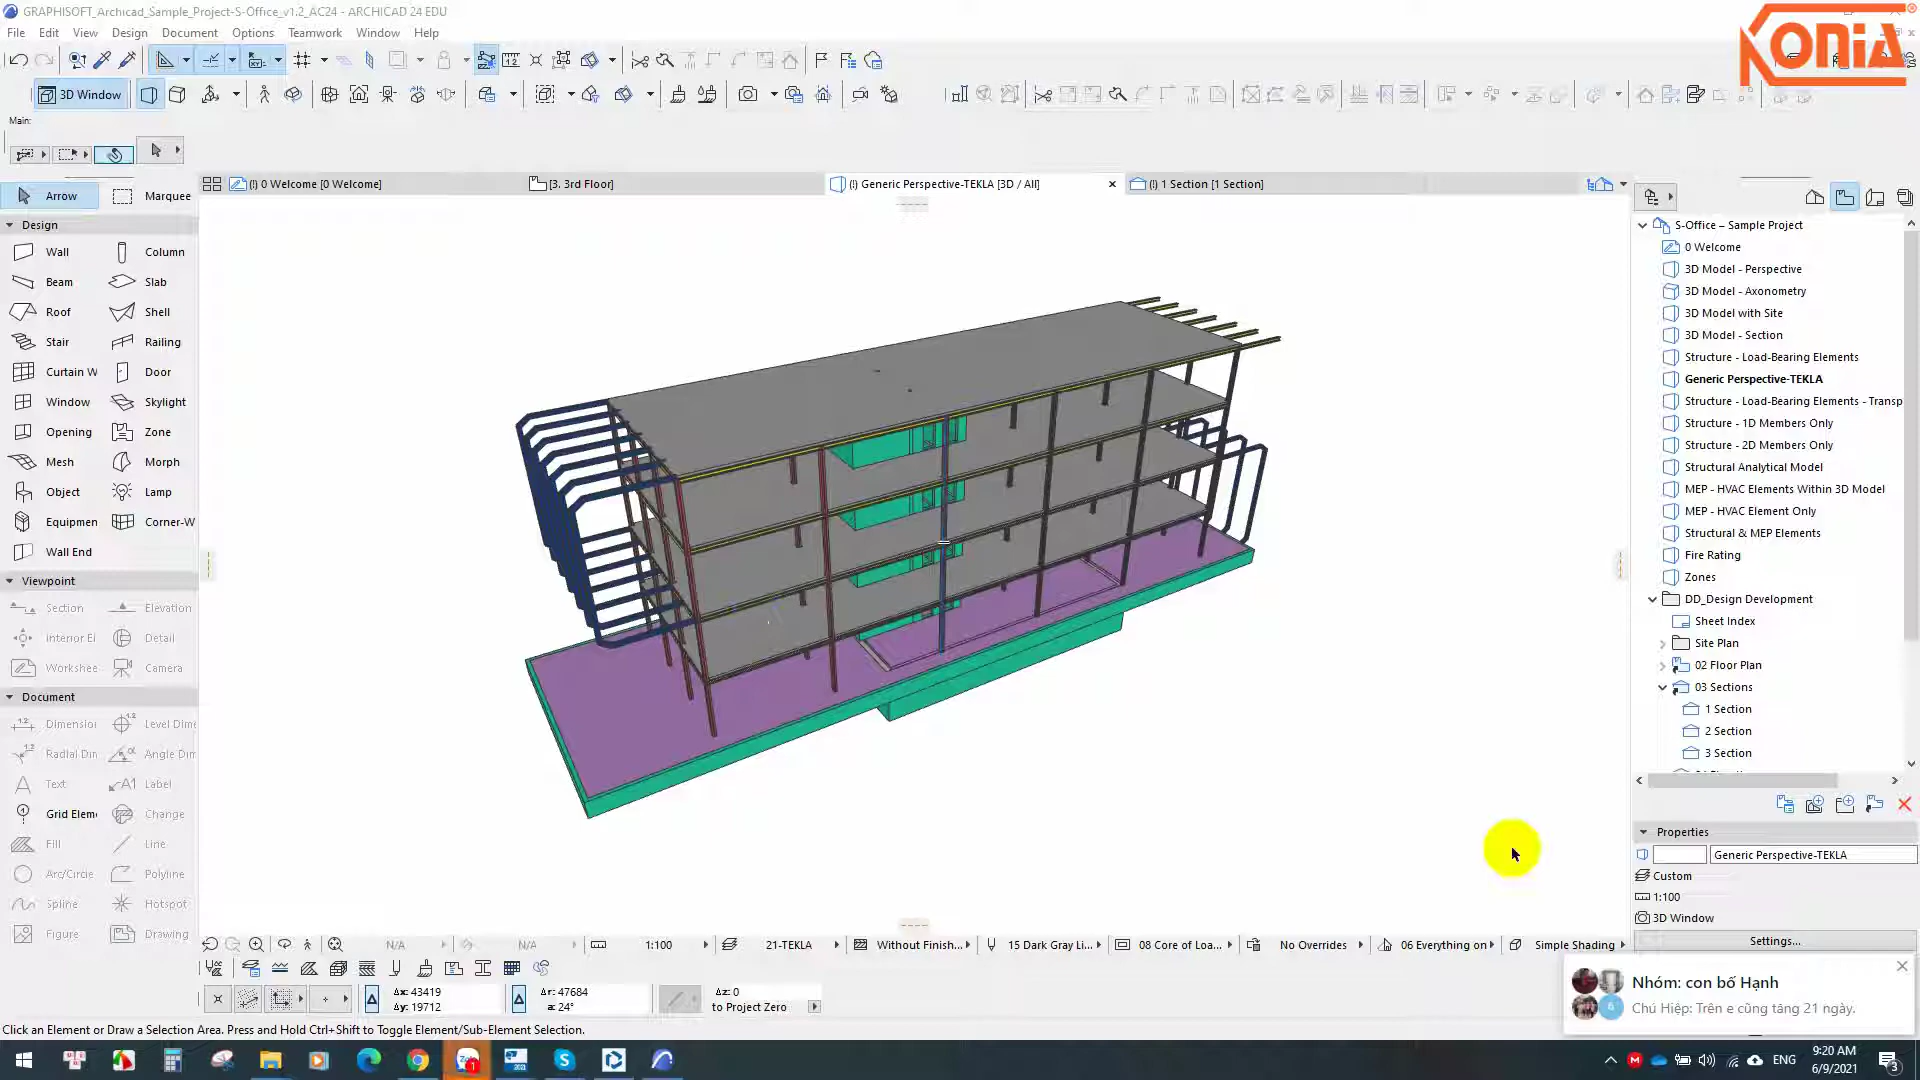 GRAPHISOFT_Archicad_Sample_Project-S-Office_v1.2_AC24 - ARCHICAD 24 EDU
KONIA
File Edit View Design Document Options Teamwork Window Help
3D Window
Main:
(!) 0 Welcome [0 Welcome]
[3. 3rd Floor]
(!) Generic Perspective-TEKLA [3D / All]
(!) 1 Section [1 Section]
Arrow Marquee
Design
Wall Column
Beam Slab
Roof Shell
Stair Railing
Curtain W Door
Window Skylight
Opening Zone
Mesh Morph
Object Lamp
Equipmen Corner-W
Wall End
Viewpoint
Section Elevation
Interior El Detail
Workshee Camera
Document
Dimension Level Dime
Radial Din Angle Dim
Text Label
Grid Elem Change
Fill Line
Arc/Circle Polyline
Spline Hotspot
Figure Drawing
S-Office – Sample Project
0 Welcome
3D Model - Perspective
3D Model - Axonometry
3D Model with Site
3D Model - Section
Structure - Load-Bearing Elements
Generic Perspective-TEKLA
Structure - Load-Bearing Elements - Transp
Structure - 1D Members Only
Structure - 2D Members Only
Structural Analytical Model
MEP - HVAC Elements Within 3D Model
MEP - HVAC Element Only
Structural & MEP Elements
Fire Rating
Zones
DD_Design Development
Sheet Index
Site Plan
02 Floor Plan
03 Sections
1 Section
2 Section
3 Section
Properties
Generic Perspective-TEKLA
Custom
1:100
3D Window
Settings...
N/A N/A 1:100 21-TEKLA Without Finish... 15 Dark Gray Li... 08 Core of Loa... No Overrides 06 Everything on Simple Shading
Δx: 43419 Δr: 47684 Δz: 0
Δy: 19712 a: 24° to Project Zero
Click an Element or Draw a Selection Area. Press and Hold Ctrl+Shift to Toggle Element/Sub-Element Selection.
Nhóm: con bố Hạnh
Chú Hiệp: Trên e cũng tăng 21 ngày.
ENG
9:20 AM
6/9/2021